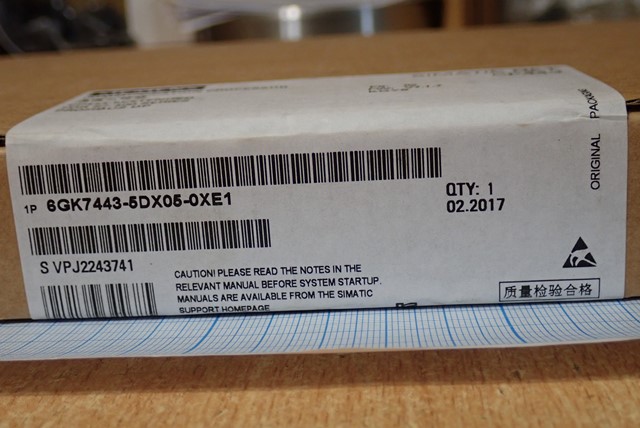 ORIGINAL PACKAGE
1P 6GK7443-5DX05-0XE1
QTY: 1
02.2017
S VPJ2243741
CAUTION! PLEASE READ THE NOTES IN THE
RELEVANT MANUAL BEFORE SYSTEM STARTUP.
MANUALS ARE AVAILABLE FROM THE SIMATIC
SUPPORT HOMEPAGE
质量检验合格